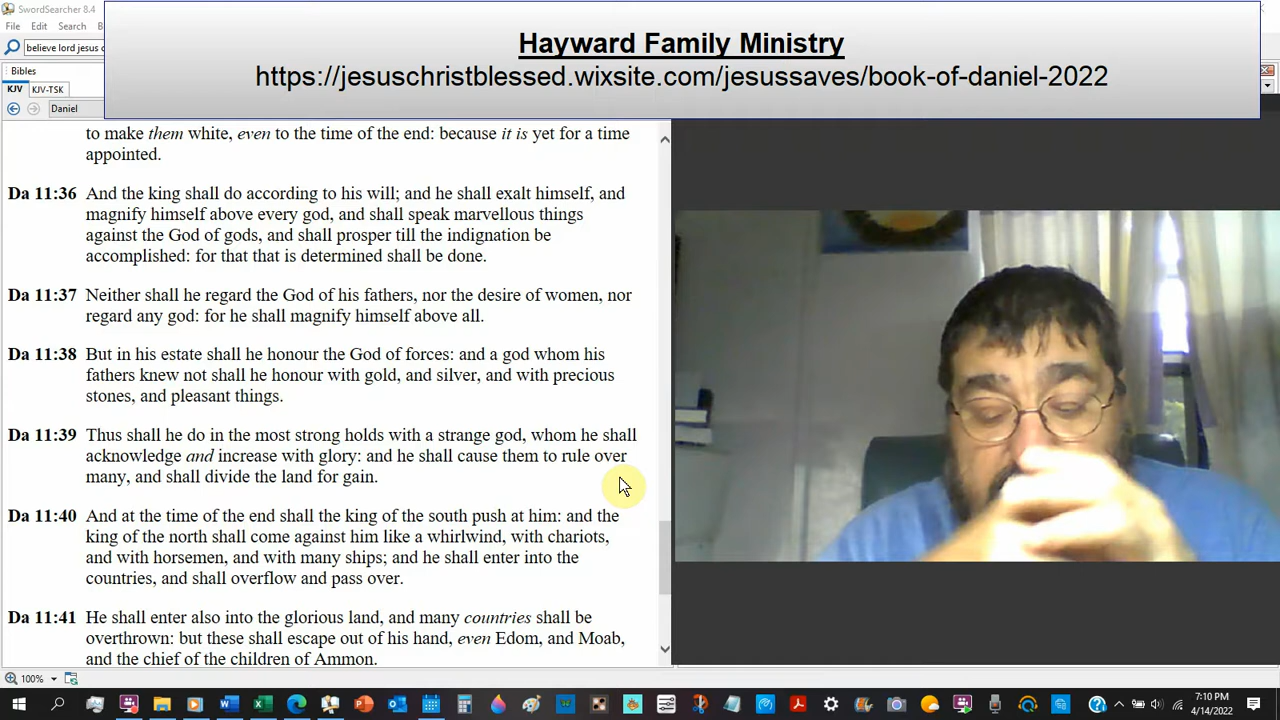 SwordSearcher 8.4
Hayward Family Ministry
https://jesuschristblessed.wixsite.com/jesussaves/book-of-daniel-2022
File Edit Search
believe lord jesus
Bibles
KJV KJV-TSK
Daniel
to make them white, even to the time of the end: because it is yet for a time
appointed.
Da 11:36 And the king shall do according to his will; and he shall exalt himself, and
magnify himself above every god, and shall speak marvellous things
against the God of gods, and shall prosper till the indignation be
accomplished: for that that is determined shall be done.
Da 11:37 Neither shall he regard the God of his fathers, nor the desire of women, nor
regard any god: for he shall magnify himself above all.
Da 11:38 But in his estate shall he honour the God of forces: and a god whom his
fathers knew not shall he honour with gold, and silver, and with precious
stones, and pleasant things.
Da 11:39 Thus shall he do in the most strong holds with a strange god, whom he shall
acknowledge and increase with glory: and he shall cause them to rule over
many, and shall divide the land for gain.
Da 11:40 And at the time of the end shall the king of the south push at him: and the
king of the north shall come against him like a whirlwind, with chariots,
and with horsemen, and with many ships; and he shall enter into the
countries, and shall overflow and pass over.
Da 11:41 He shall enter also into the glorious land, and many countries shall be
overthrown: but these shall escape out of his hand, even Edom, and Moab,
and the chief of the children of Ammon.
100%
7:10 PM
4/14/2022